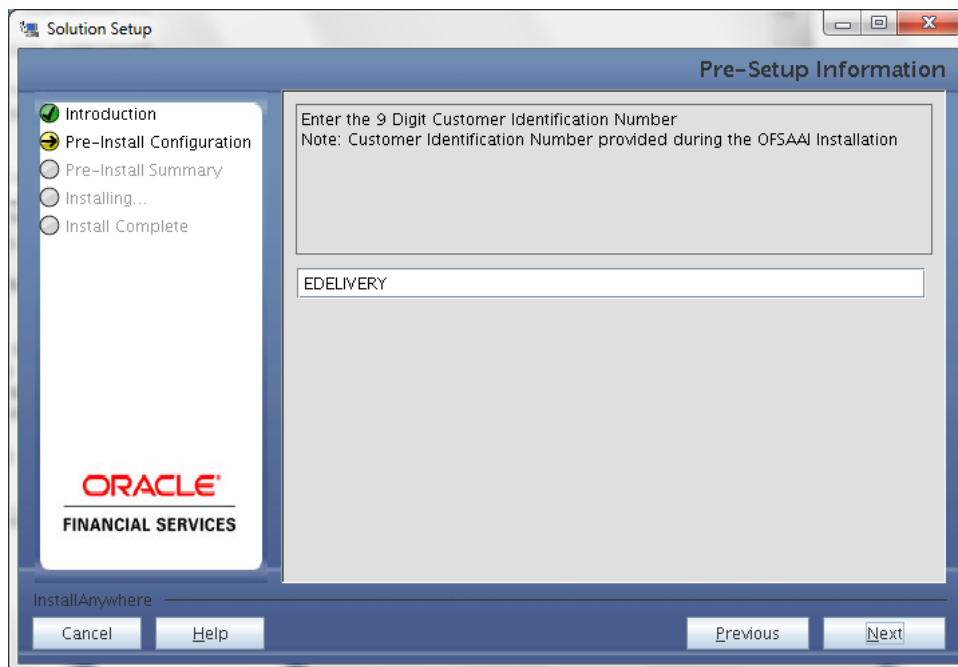 Solution Setup
Pre-Setup Information
Introduction
Pre-Install Configuration
Pre-Install Summary
Installing...
Install Complete
ORACLE®
FINANCIAL SERVICES
Enter the 9 Digit Customer Identification Number
Note: Customer Identification Number provided during the OFSAAI Installation
EDELIVERY
InstallAnywhere
Cancel
Help
Previous
Next